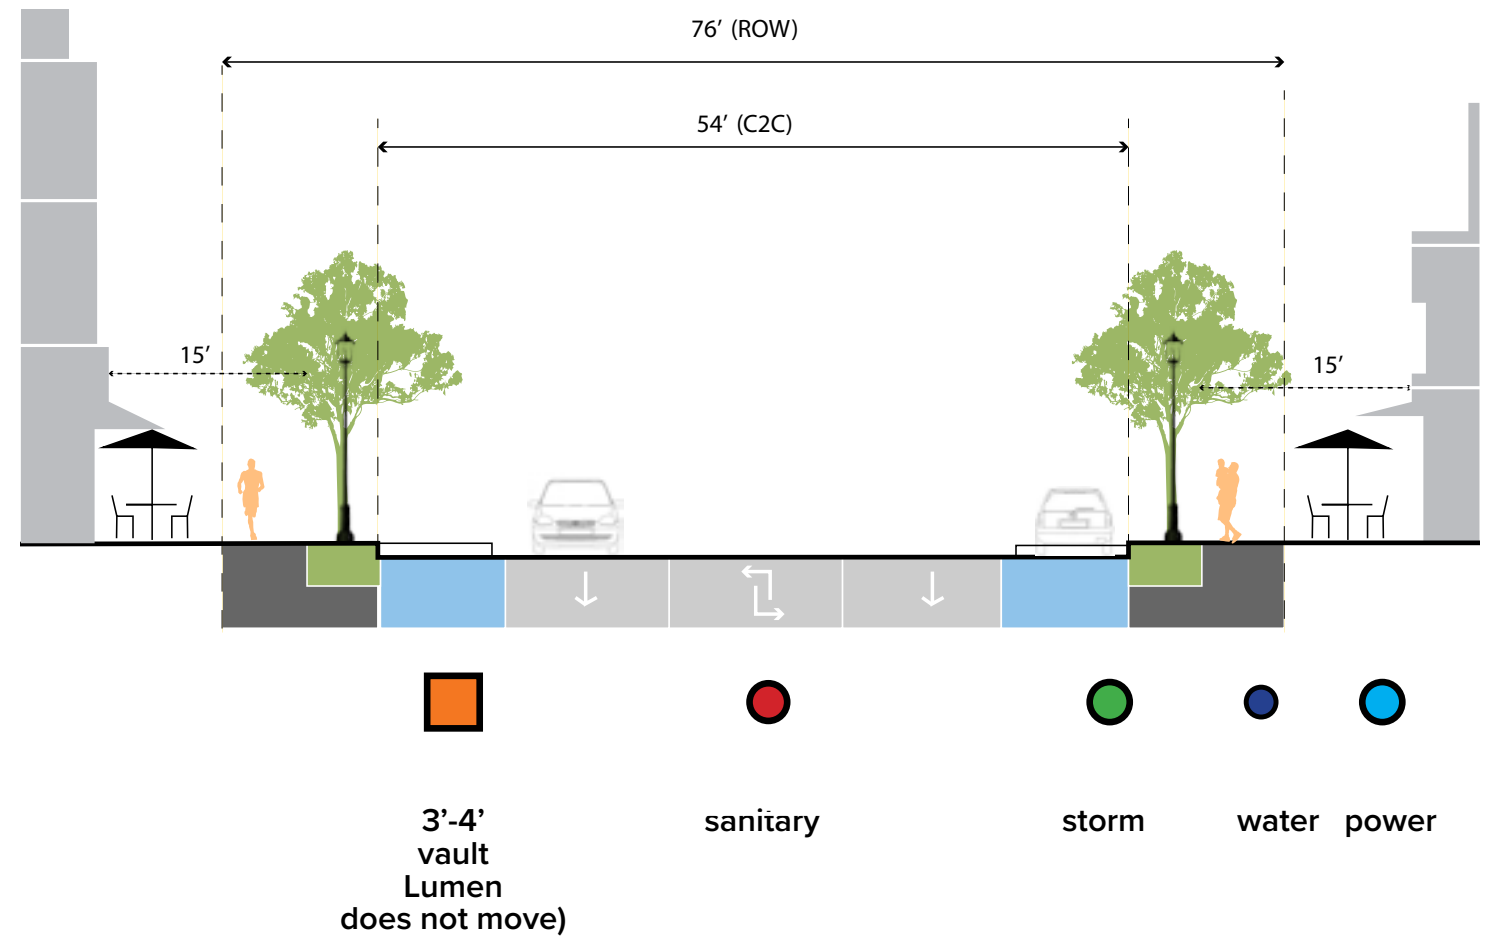 76’ (ROW)
54’ (C2C)
15’
15’
3’-4’
vault
Lumen
does not move)
sanitary
storm
water
power